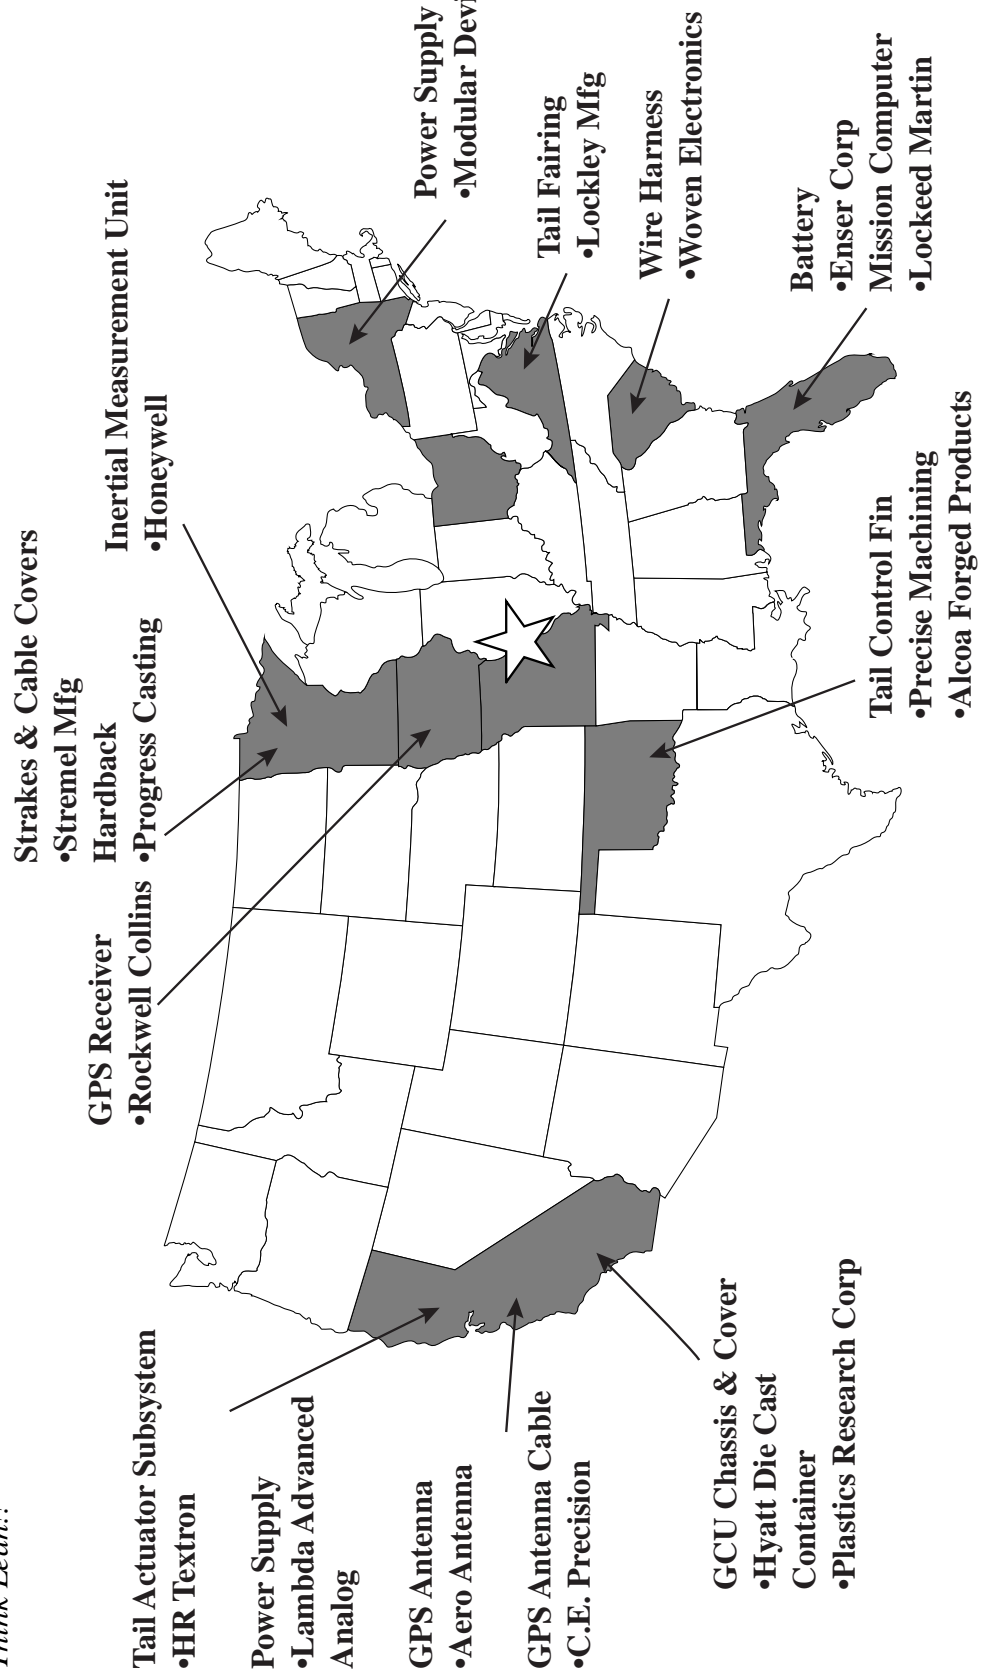 Think Lean!!
Strakes & Cable Covers
•Stremel Mfg
Hardback
•Progress Casting
Inertial Measurement Unit
•Honeywell
GPS Receiver
•Rockwell Collins
Tail Actuator Subsystem
•HR Textron
Power Supply
•Lambda Advanced
Analog
GPS Antenna
•Aero Antenna
GPS Antenna Cable
•C.E. Precision
GCU Chassis & Cover
•Hyatt Die Cast
Container
•Plastics Research Corp
Power Supply
•Modular Devi
Tail Fairing
•Lockley Mfg
Wire Harness
•Woven Electronics
Battery
•Enser Corp
Mission Computer
•Lockeed Martin
Tail Control Fin
•Precise Machining
•Alcoa Forged Products